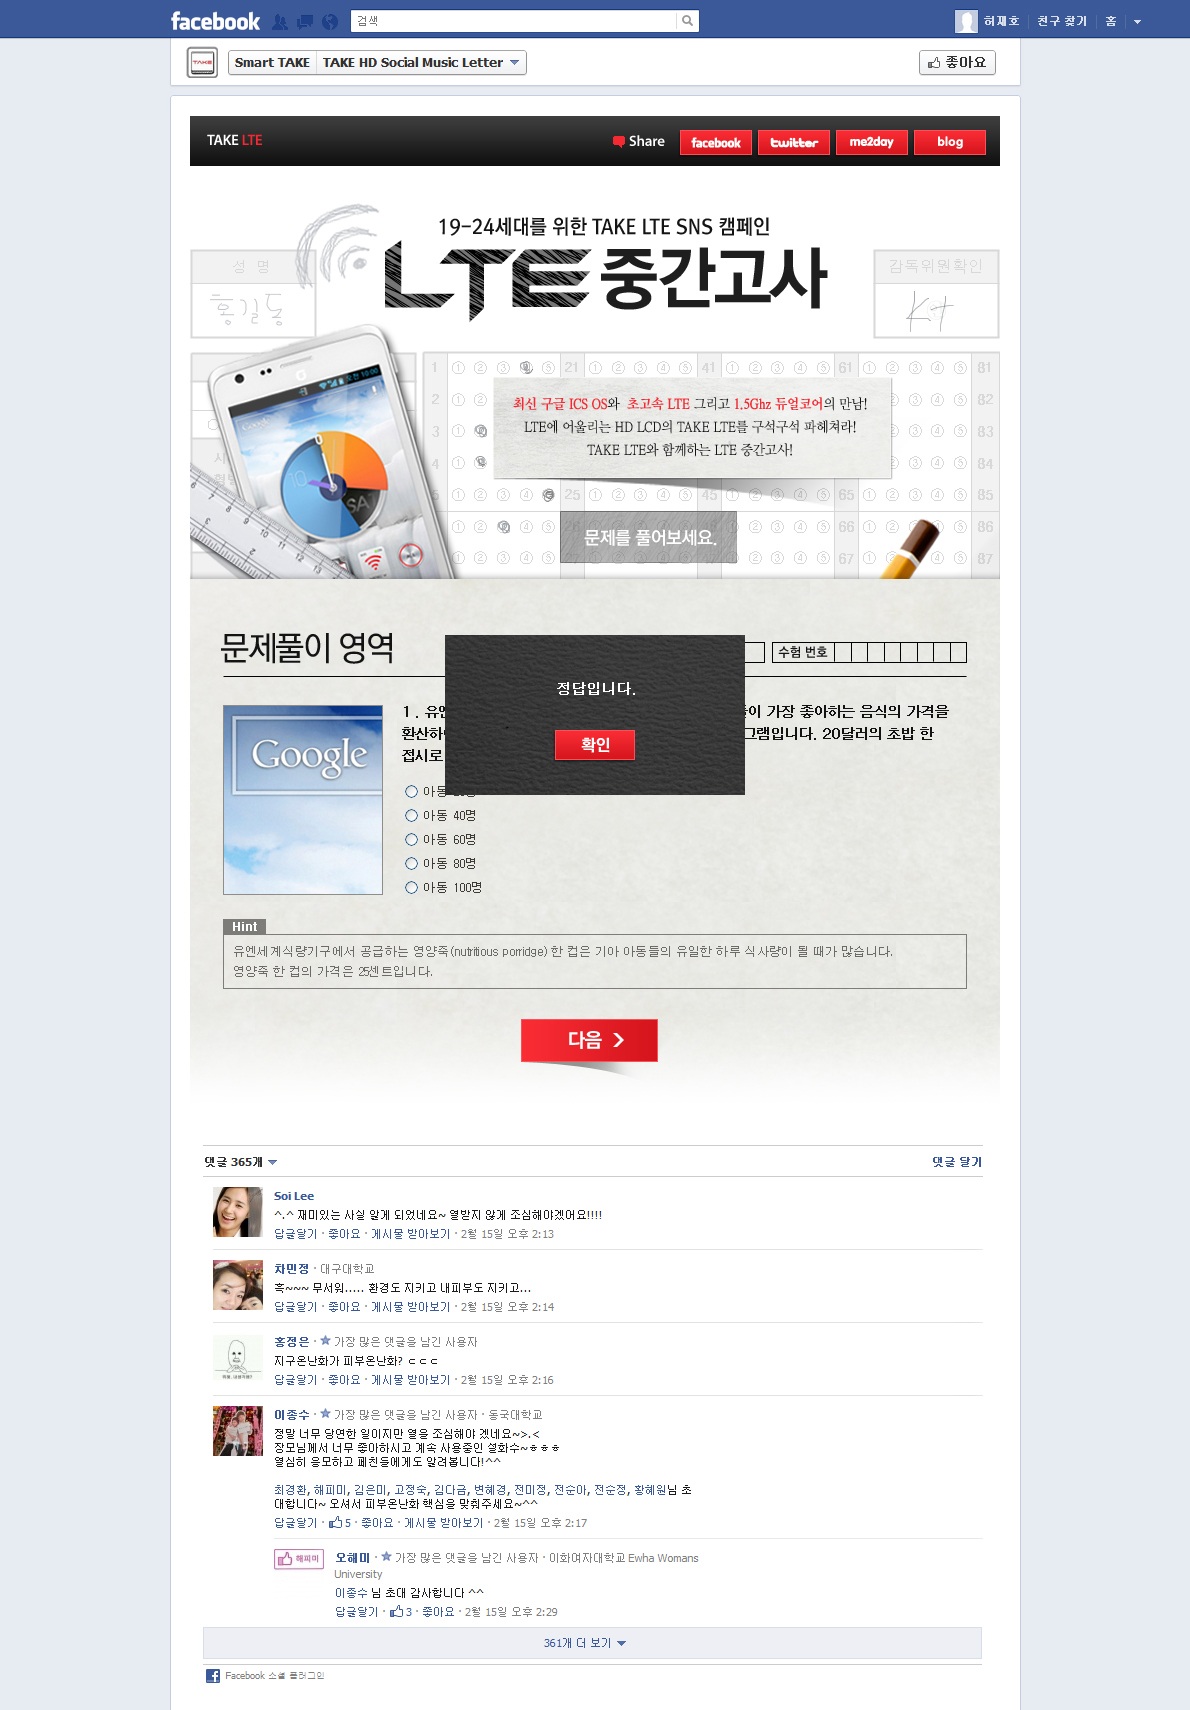 facebook
검색
허재호 친구 찾기 홈
TAKE
Smart TAKE TAKE HD Social Music Letter
좋아요
TAKE LTE
Share facebook twitter me2day blog
19-24세대를 위한 TAKE LTE SNS 캠페인
LTE 중간고사
성 명
홍길동
감독위원확인
최신 구글 ICS OS와 초고속 LTE 그리고 1.5Ghz 듀얼코어의 만남!
LTE에 어울리는 HD LCD의 TAKE LTE를 구석구석 파헤쳐라!
TAKE LTE와 함께하는 LTE 중간고사!
문제를 풀어보세요.
1 21 41 61 81
2 82
3 83
4 84
5 25 45 65 85
66 86
67 87
문제풀이 영역
수험 번호
정답입니다.
확인
Google
1 . 유엔
이 가장 좋아하는 음식의 가격을
환산하
그램입니다. 20달러의 초밥 한
접시로
아동
아동 40명
아동 60명
아동 80명
아동 100명
Hint
유엔세계식량기구에서 공급하는 영양죽(nutritious porridge) 한 컵은 기아 아동들의 유일한 하루 식사량이 될 때가 많습니다.
영양죽 한 컵의 가격은 25센트입니다.
다음
댓글 365개
댓글 달기
Soi Lee
^.^ 재미있는 사실 알게 되었네요~ 열받지 않게 조심해야겠어요!!!!
답글달기 · 좋아요 · 게시물 받아보기 · 2월 15일 오후 2:13
차민정 · 대구대학교
흑~~~ 무서워..... 환경도 지키고 내피부도 지키고...
답글달기 · 좋아요 · 게시물 받아보기 · 2월 15일 오후 2:14
홍정은 · 가장 많은 댓글을 남긴 사용자
지구온난화가 피부온난화? ㄷㄷㄷ
답글달기 · 좋아요 · 게시물 받아보기 · 2월 15일 오후 2:16
이종수 · 가장 많은 댓글을 남긴 사용자 · 동국대학교
정말 너무 당연한 일이지만 열을 조심해야 겠네요~>.<
장모님께서 너무 좋아하시고 계속 사용중인 설화수~ㅎㅎㅎ
열심히 응모하고 페친들에게도 알려봅니다!^^
최경환, 해피미, 김은미, 고정숙, 김다금, 변혜경, 전미정, 전순아, 전순정, 황혜원님 초
대합니다~ 오셔서 피부온난화 핵심을 맞춰주세요~^^
답글달기 · 5 · 좋아요 · 게시물 받아보기 · 2월 15일 오후 2:17
해피미
오해미 · 가장 많은 댓글을 남긴 사용자 · 이화여자대학교 Ewha Womans
University
이종수 님 초대 감사합니다 ^^
답글달기 · 3 · 좋아요 · 2월 15일 오후 2:29
361개 더 보기
Facebook 소셜 플러그인